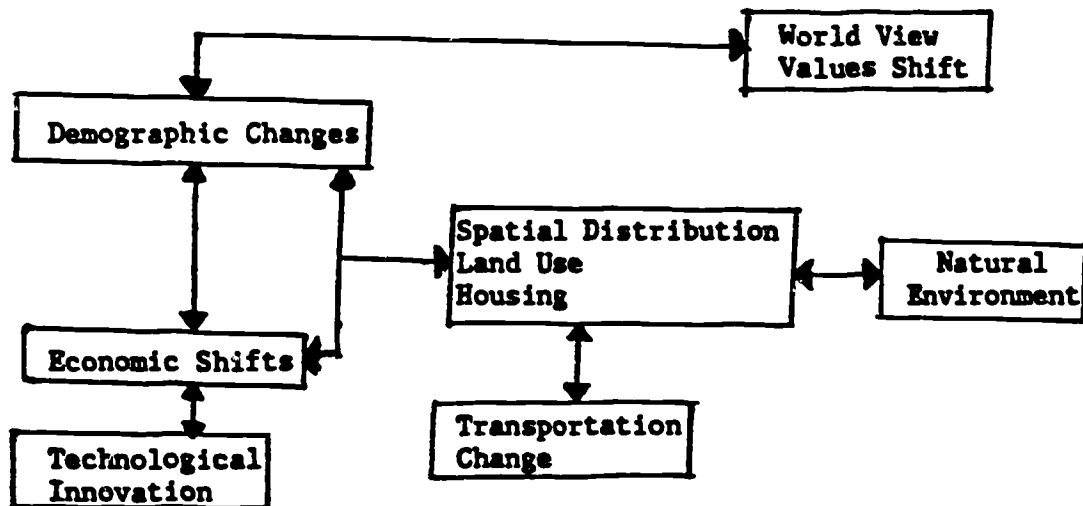 World View
Values Shift
Demographic Changes
Spatial Distribution
Land Use
Housing
Natural
Environment
Economic Shifts
Transportation
Change
Technological
Innovation